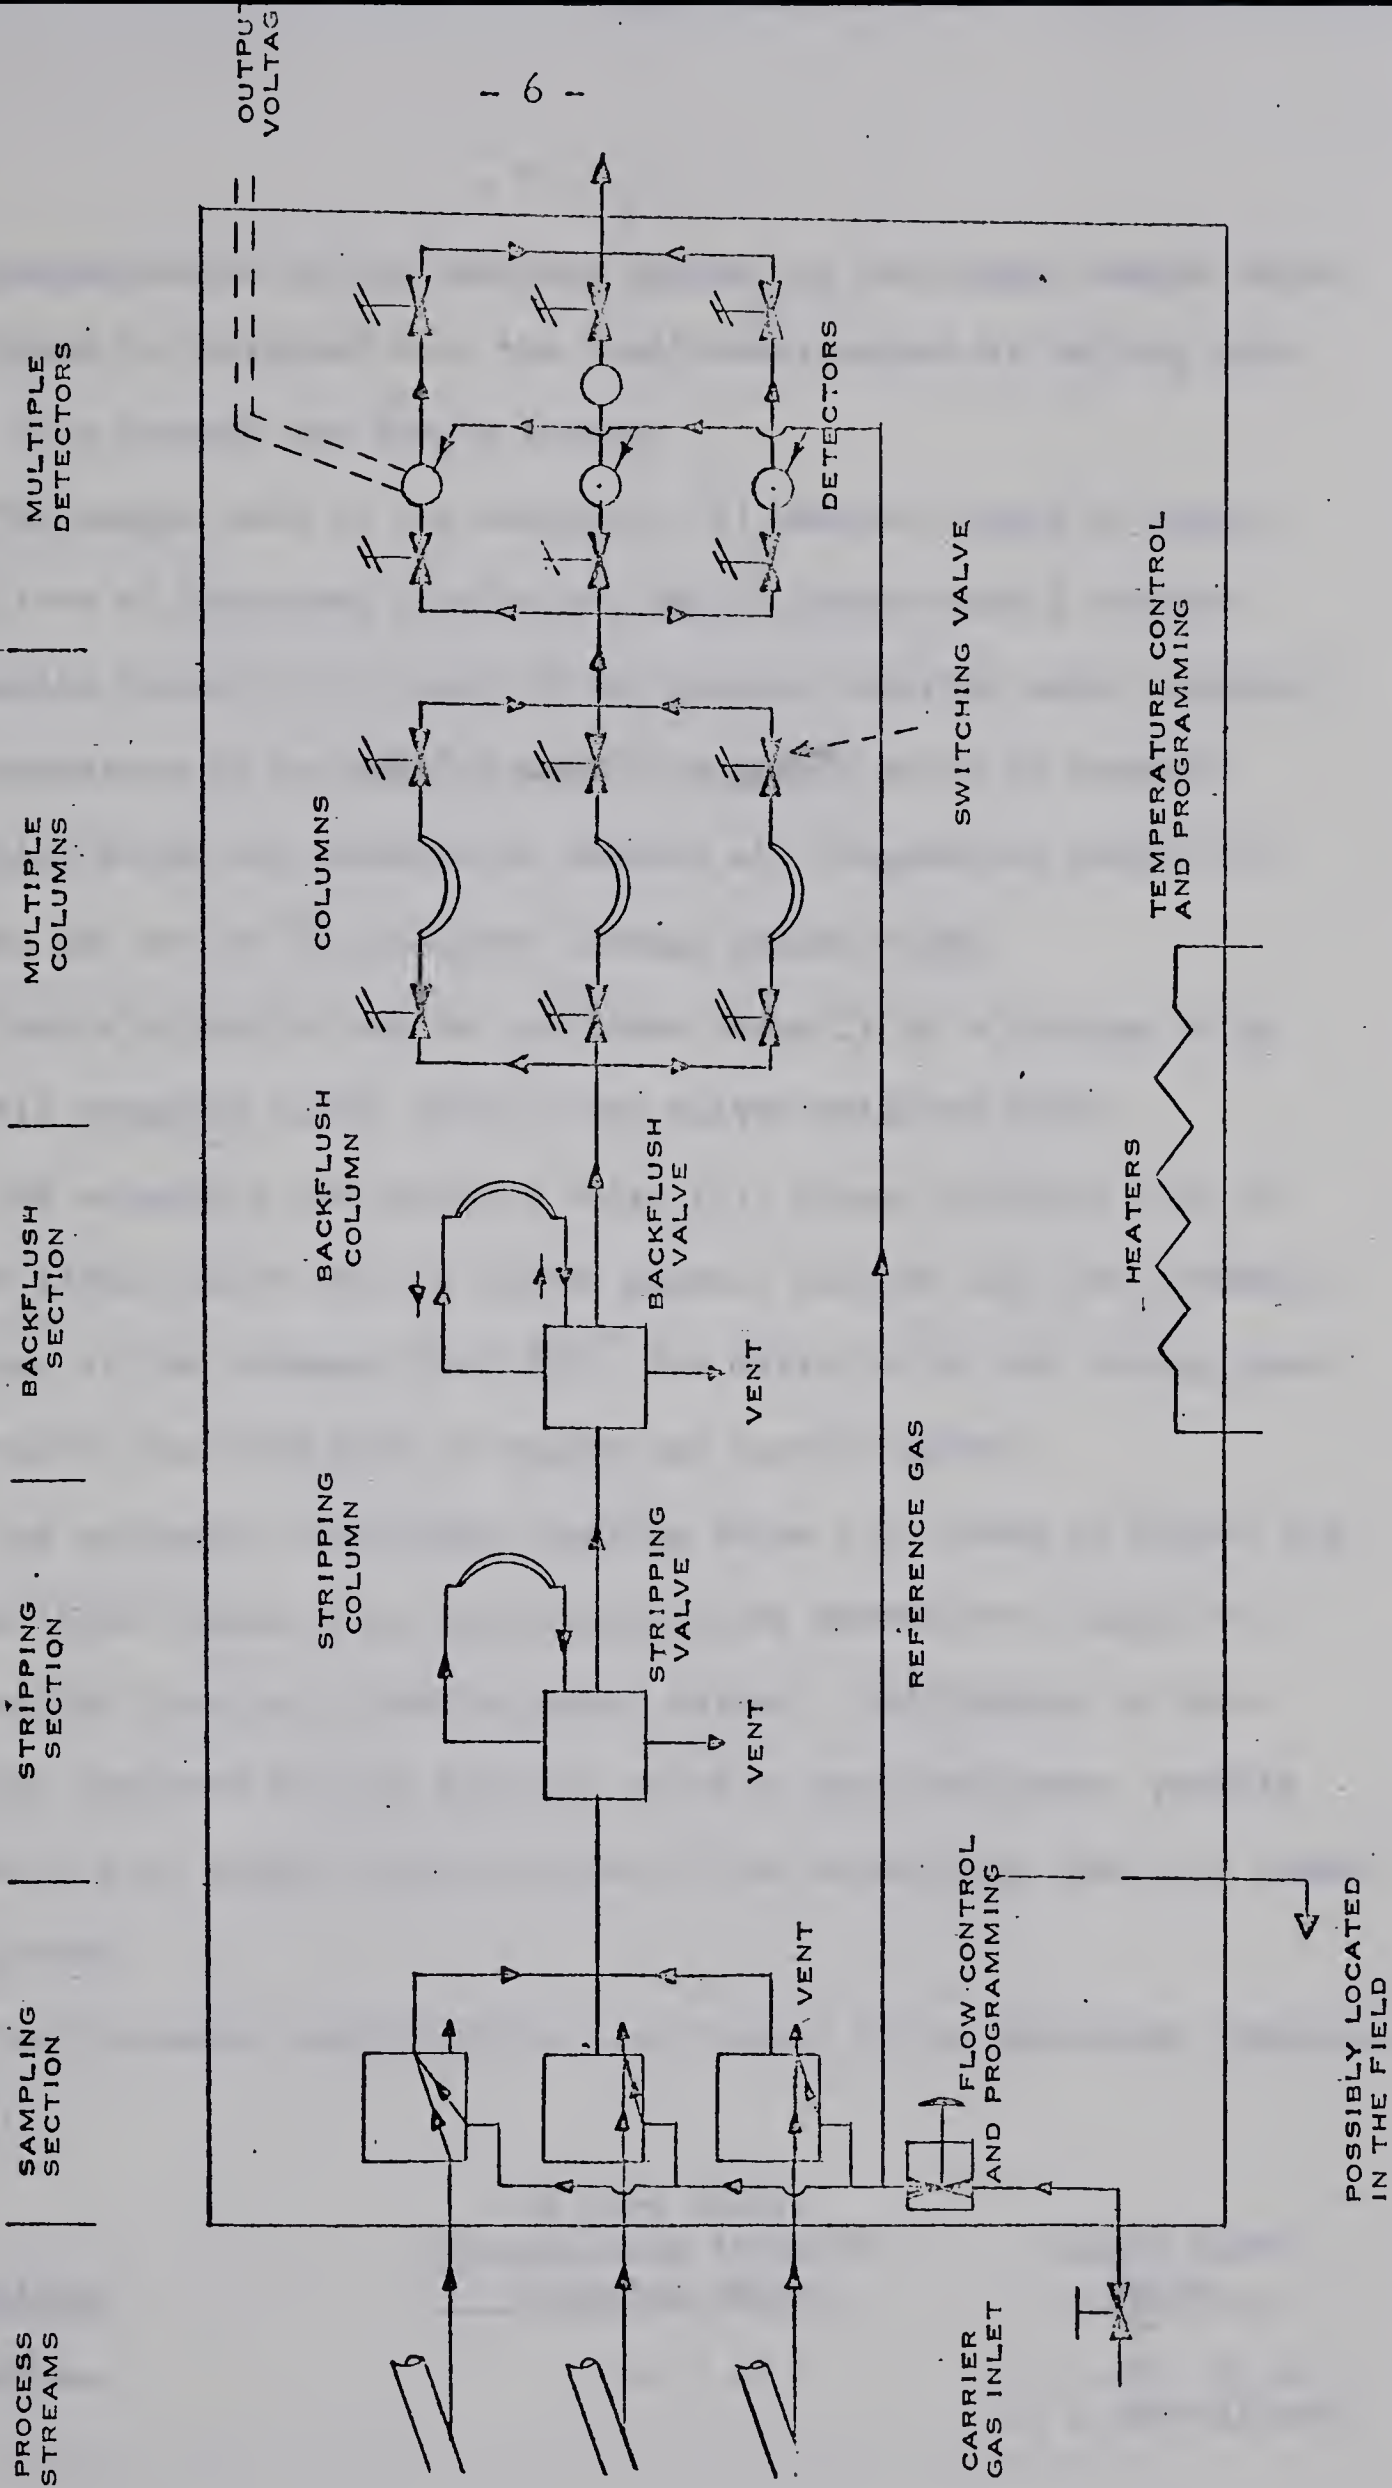 - 6 -
PROCESS
STREAMS
SAMPLING
SECTION
STRIPPING
SECTION
BACKFLUSH
SECTION
MULTIPLE
COLUMNS
MULTIPLE
DETECTORS
OUTPU
VOLTAG
STRIPPING
COLUMN
BACKFLUSH
COLUMN
COLUMNS
STRIPPING
VALVE
BACKFLUSH
VALVE
DETECTORS
VENT
VENT
VENT
SWITCHING VALVE
REFERENCE GAS
FLOW CONTROL
AND PROGRAMMING
CARRIER
GAS INLET
HEATERS
TEMPERATURE CONTROL
AND PROGRAMMING
POSSIBLY LOCATED
IN THE FIELD